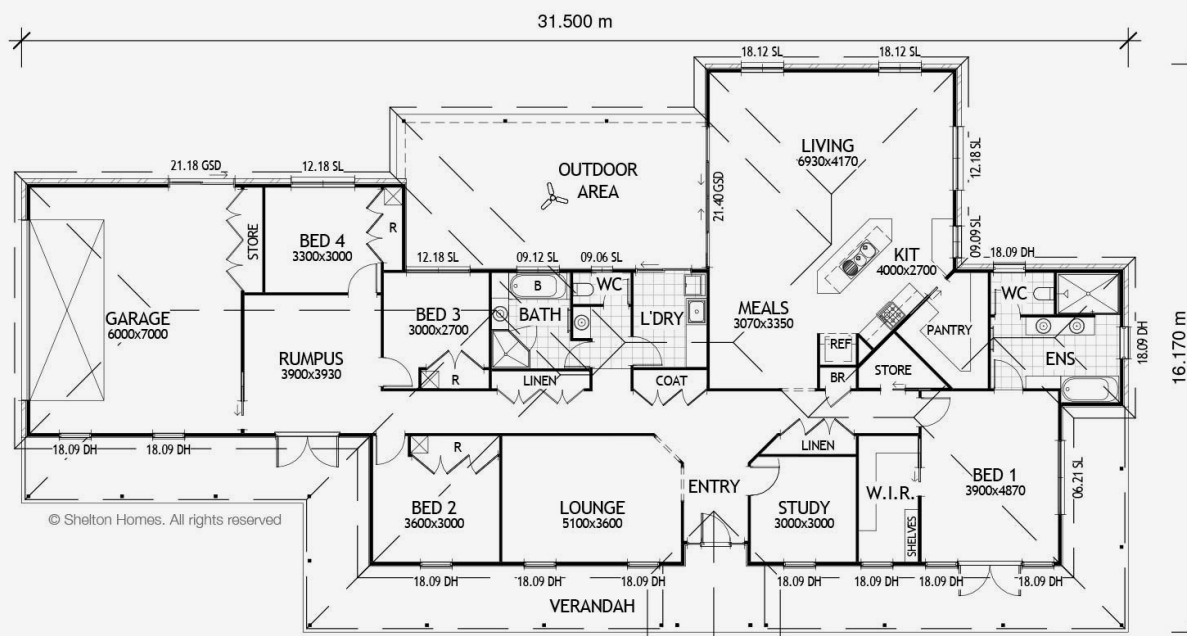 31.500 m
18.12 SL
18.12 SL
LIVING
6930x4170
12.18 SL
21.18 GSD
12.18 SL
OUTDOOR
AREA
21.40 GSD
09.09 SL
STORE
BED 4
3300x3000
R
KIT
4000x2700
18.09 DH
12.18 SL
09.12 SL
09.06 SL
B
WC
WC
GARAGE
6000x7000
BED 3
3000x2700
BATH
L'DRY
MEALS
3070x3350
PANTRY
18.09 DH
16.170 m
RUMPUS
3900x3930
REF
ENS
R
LINEN
COAT
BR
STORE
18.09 DH
18.09 DH
R
LINEN
BED 1
3900x4870
06.21 SL
ENTRY
W.I.R.
BED 2
3600x3000
LOUNGE
5100x3600
STUDY
3000x3000
SHELVES
© Shelton Homes. All rights reserved
18.09 DH
18.09 DH
18.09 DH
18.09 DH
18.09 DH
18.09 DH
18.09 DH
VERANDAH